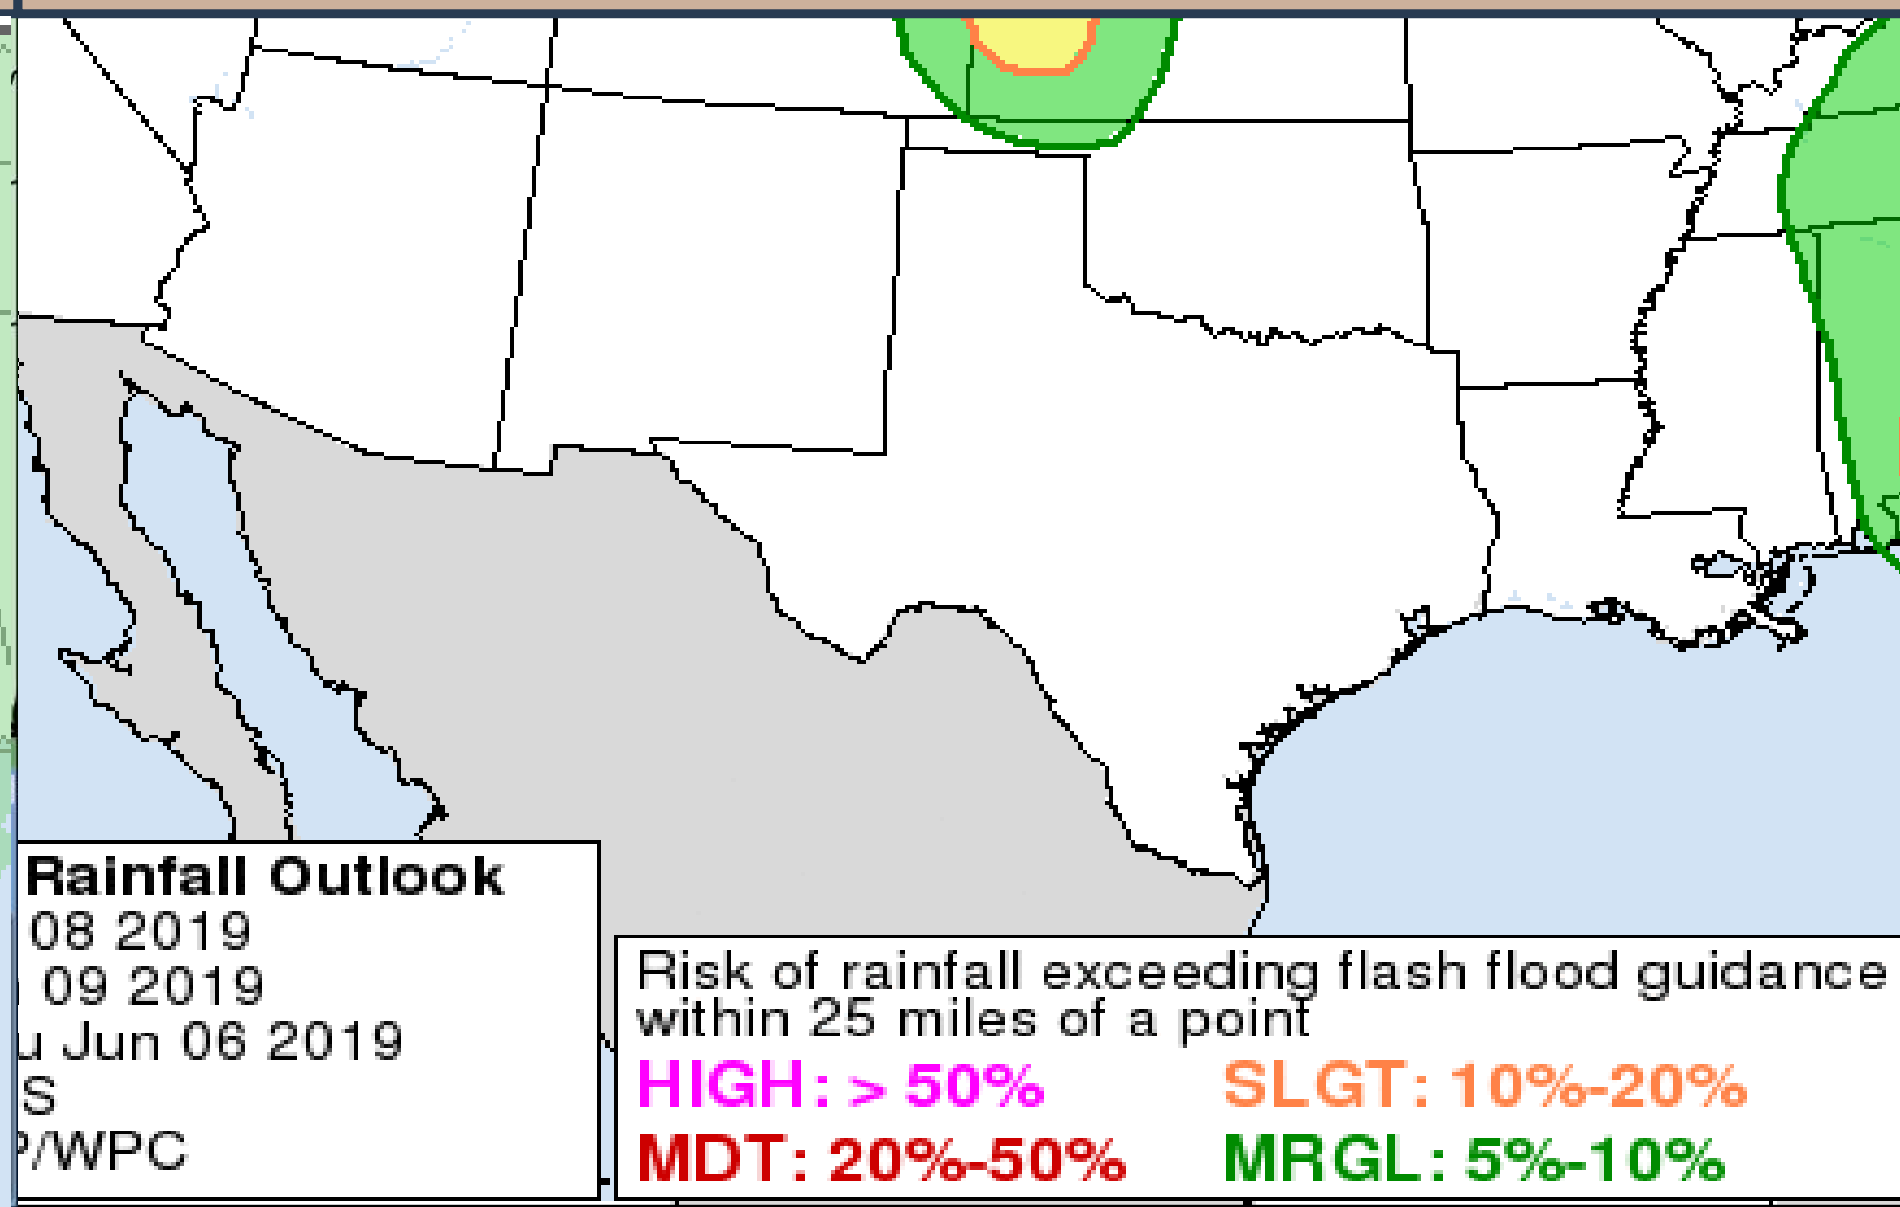 Rainfall Outlook
08 2019
09 2019
u Jun 06 2019
S
/WPC
Risk of rainfall exceeding flash flood guidance
within 25 miles of a point
HIGH: > 50% SLGT: 10%-20%
MDT: 20%-50% MRGL: 5%-10%